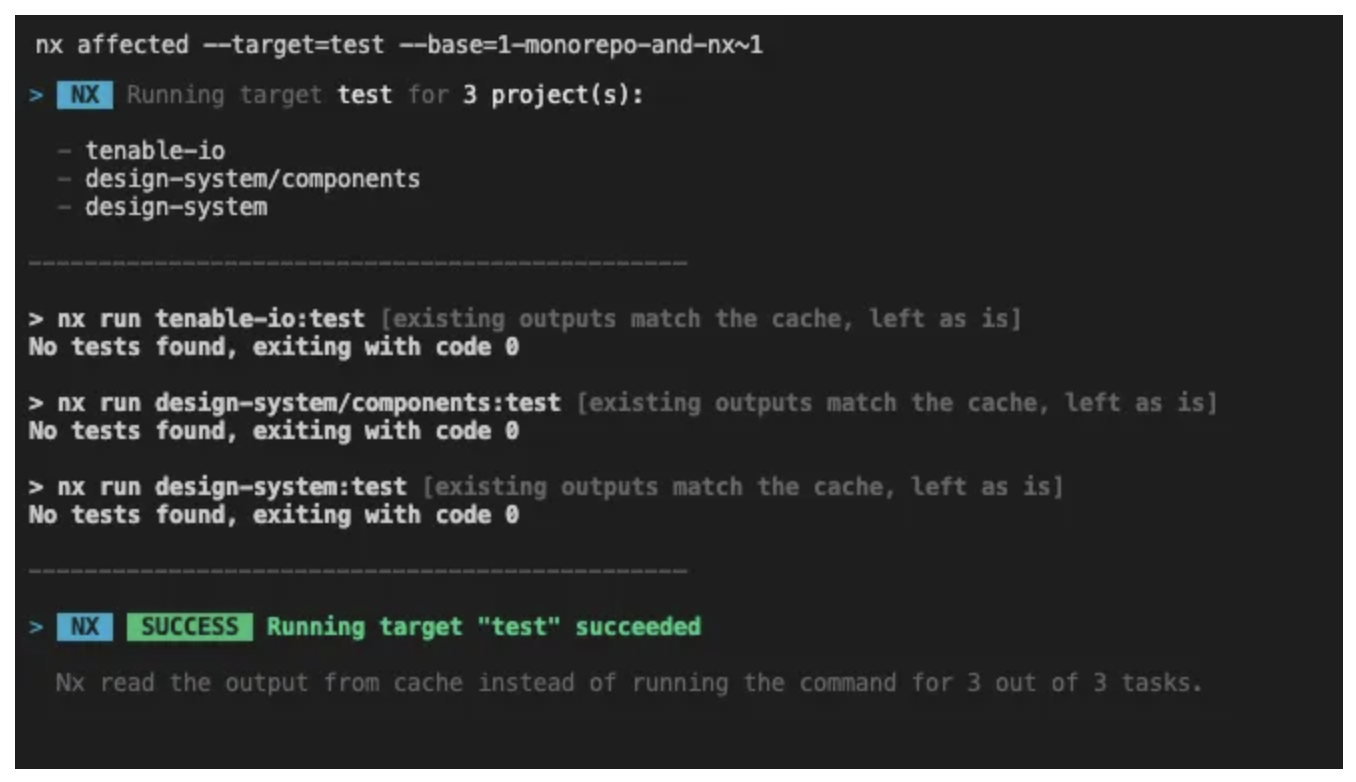 nx affected --target=test --base=1-monorepo-and-nx~1
> NX Running target test for 3 project(s):
- tenable-io
- design-system/components
- design-system
> nx run tenable-io:test [existing outputs match the cache, left as is]
No tests found, exiting with code 0
> nx run design-system/components:test [existing outputs match the cache, left as is]
No tests found, exiting with code 0
> nx run design-system:test [existing outputs match the cache, left as is]
No tests found, exiting with code 0
> NX SUCCESS Running target "test" succeeded
Nx read the output from cache instead of running the command for 3 out of 3 tasks.